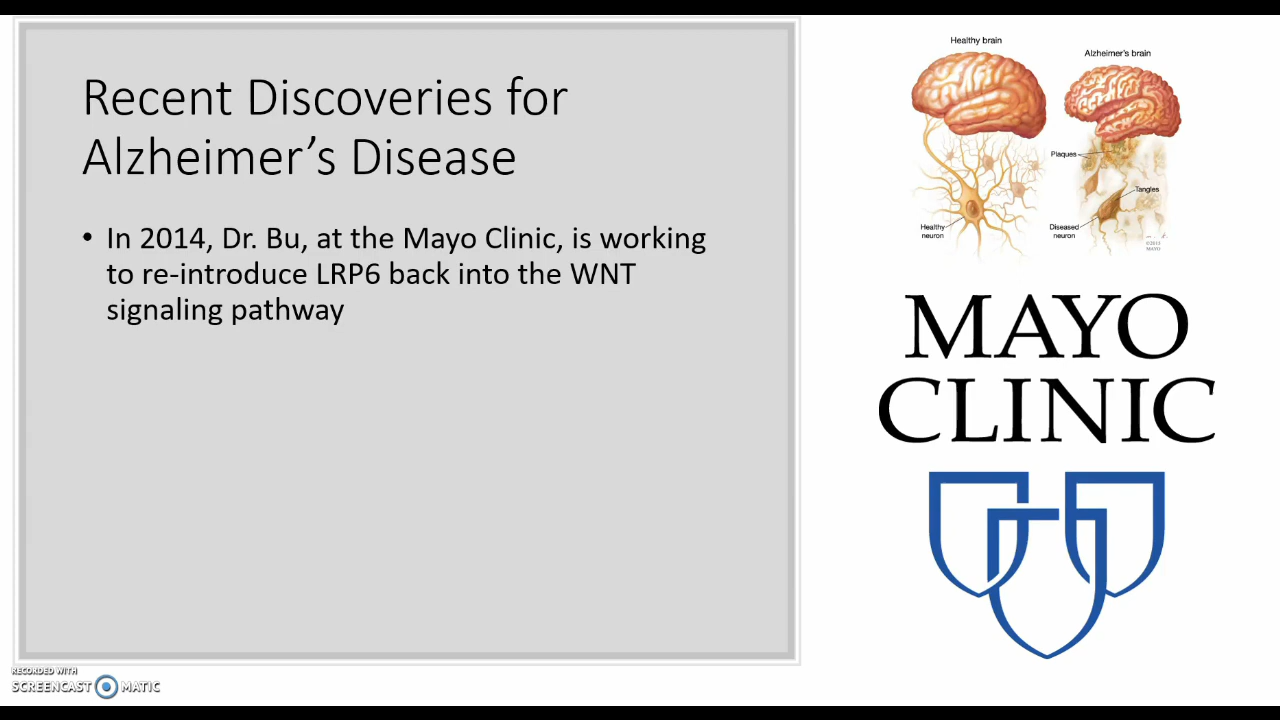 Recent Discoveries for
Alzheimer's Disease
• In 2014, Dr. Bu, at the Mayo Clinic, is working
to re-introduce LRP6 back into the WNT
signaling pathway
Healthy brain
Alzheimer's brain
Plaques
Tangles
Healthy
neuron
Diseased
neuron
MAYO
MAYO
CLINIC
RECORDED WITH
SCREENCAST MATIC